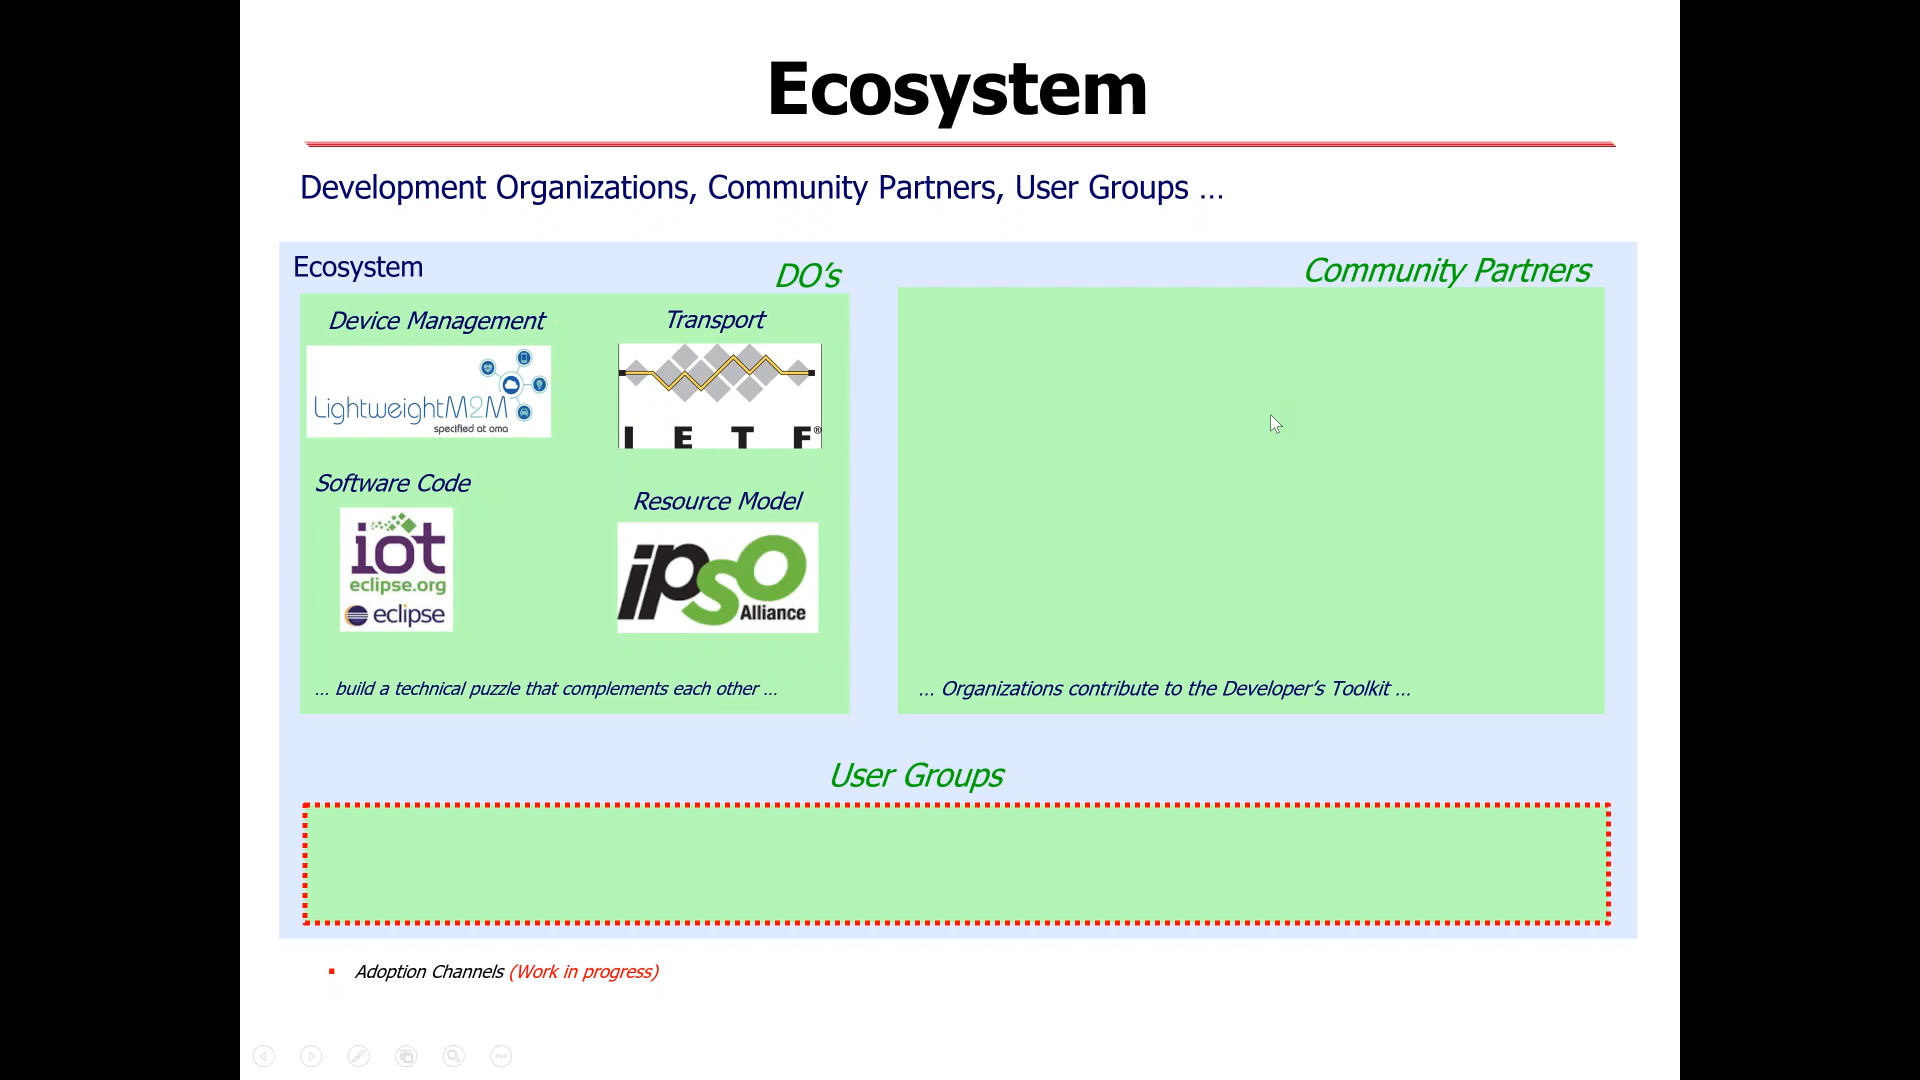 Ecosystem
Development Organizations, Community Partners, User Groups ...
Ecosystem
DO's
Device Management
Transport
LightweightM2M
specified at oma
I E T F®
Software Code
Resource Model
iot
eclipse.org
eclipse
ipso
Alliance
... build a technical puzzle that complements each other ...
Community Partners
... Organizations contribute to the Developer's Toolkit ...
User Groups
▪ Adoption Channels (Work in progress)